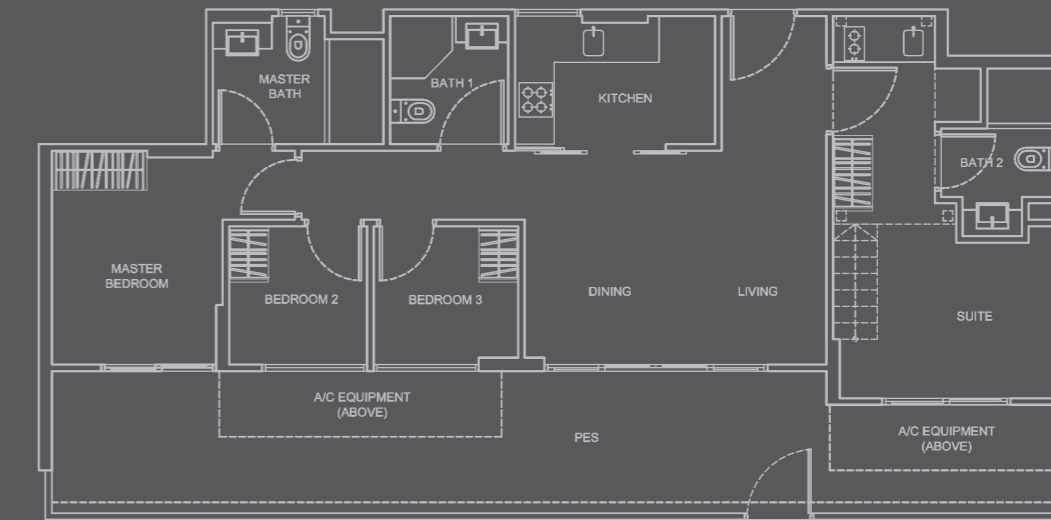 MASTER
BATH
BATH 1
KITCHEN
BATH 2
MASTER
BEDROOM
BEDROOM 2
BEDROOM 3
DINING
LIVING
SUITE
A/C EQUIPMENT
(ABOVE)
PES
A/C EQUIPMENT
(ABOVE)